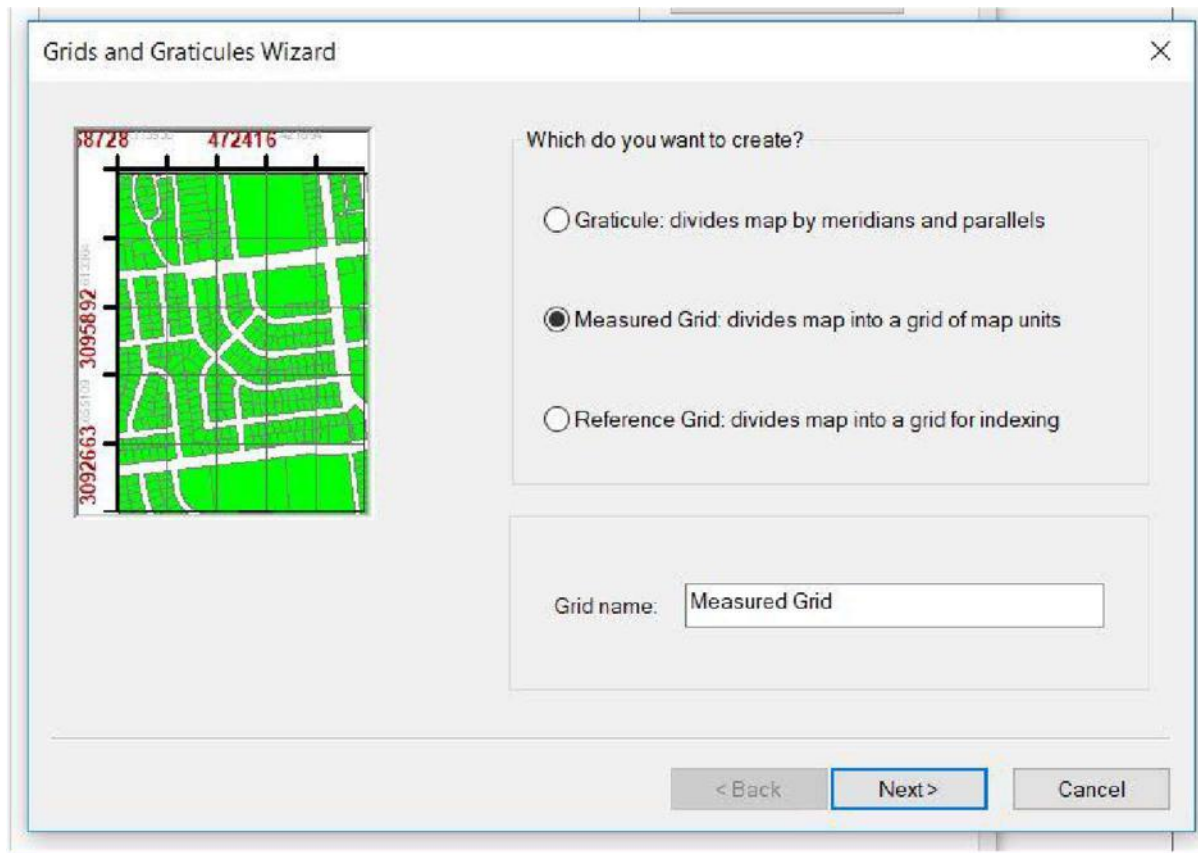 Grids and Graticules Wizard
472416
3095892
3092663
Which do you want to create?
Graticule: divides map by meridians and parallels
Measured Grid: divides map into a grid of map units
Reference Grid: divides map into a grid for indexing
Grid name: Measured Grid
< Back Next > Cancel